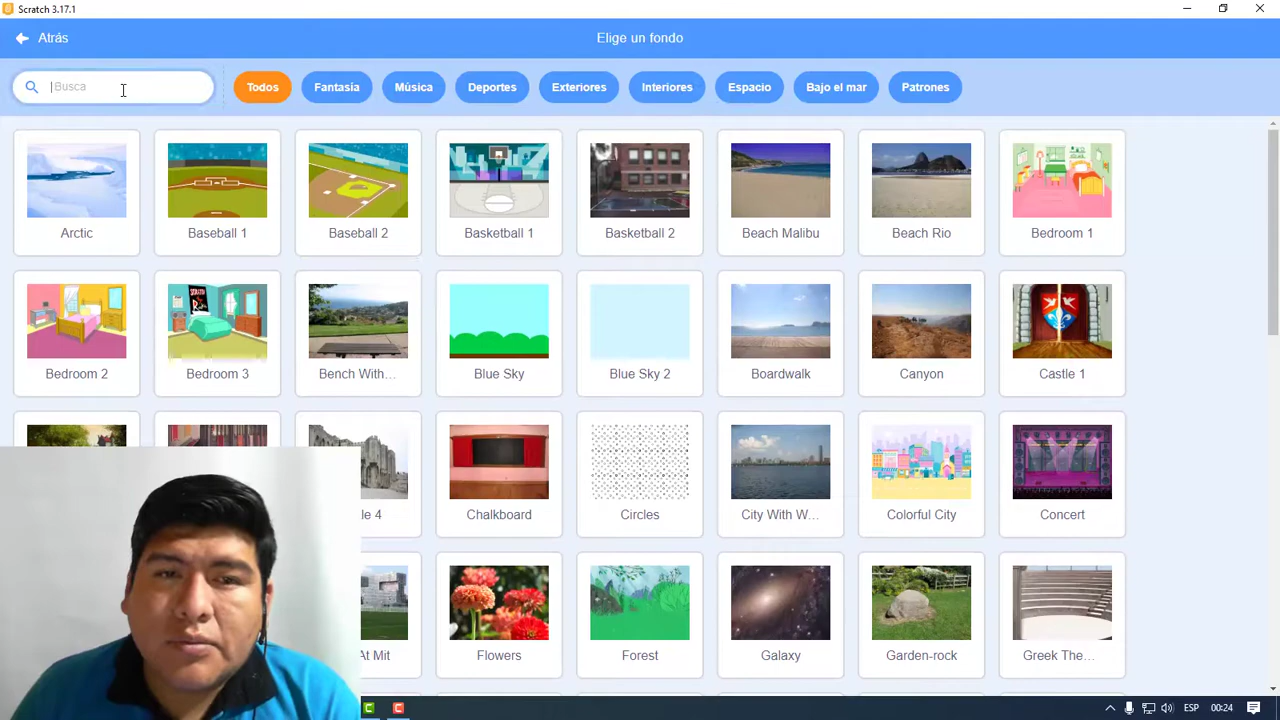 Scratch 3.17.1
Atrás
Elige un fondo
Busca
Todos
Fantasía
Música
Deportes
Exteriores
Interiores
Espacio
Bajo el mar
Patrones
Arctic
Baseball 1
Baseball 2
Basketball 1
Basketball 2
Beach Malibu
Beach Rio
Bedroom 1
Bedroom 2
Bedroom 3
Bench With...
Blue Sky
Blue Sky 2
Boardwalk
Canyon
Castle 1
le 4
Chalkboard
Circles
City With W...
Colorful City
Concert
At Mit
Flowers
Forest
Galaxy
Garden-rock
Greek The...
ESP
00:24